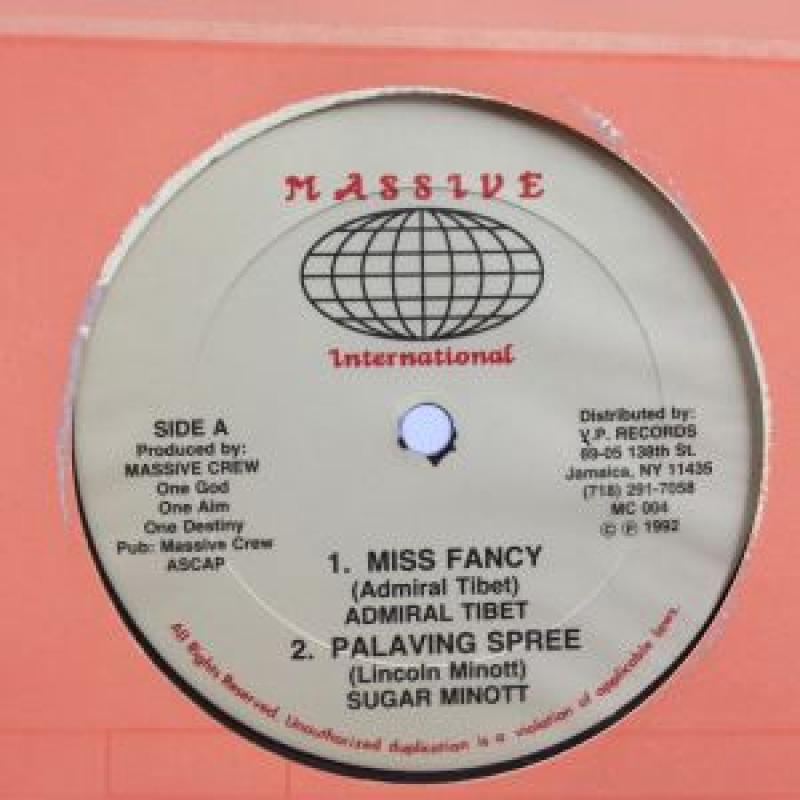 MASSIVE
International
SIDE A
Produced by:
MASSIVE CREW
One God
One Aim
One Destiny
Pub: Massive Crew
ASCAP
Distributed by:
V.P. RECORDS
89-05 138th St.
Jamaica, NY 11435
(718) 291-7058
MC 004
© ℗ 1992
1. MISS FANCY
(Admiral Tibet)
ADMIRAL TIBET
2. PALAVING SPREE
(Lincoln Minott)
SUGAR MINOTT
All Rights Reserved. Unauthorized duplication is a violation of applicable laws.